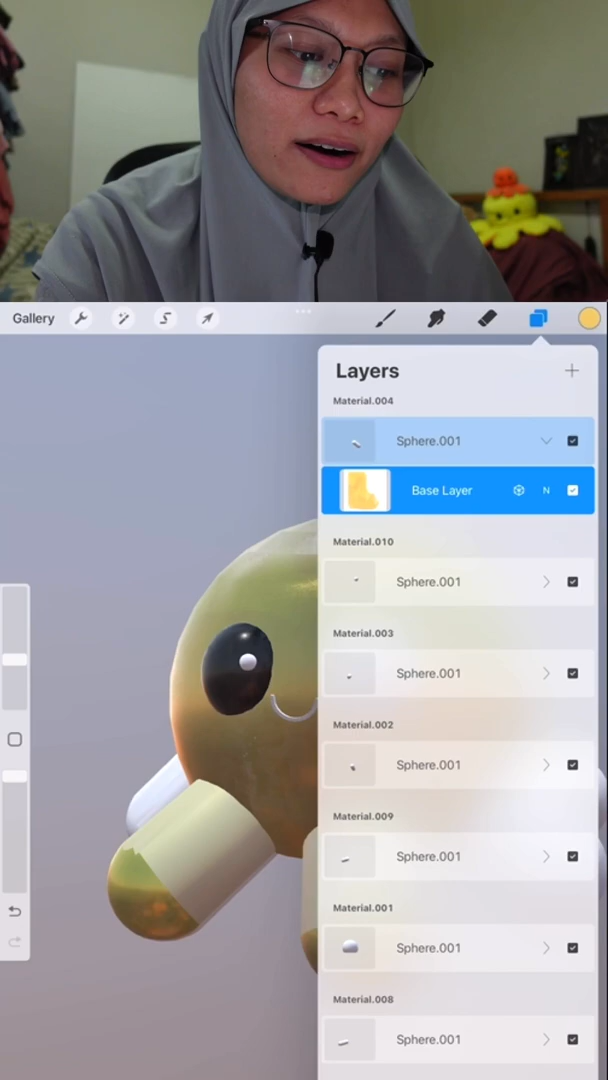 Gallery
Layers
Material.004
Sphere.001
Base Layer
N
Material.010
Sphere.001
Material.003
Sphere.001
Material.002
Sphere.001
Material.009
Sphere.001
Material.001
Sphere.001
Material.008
Sphere.001